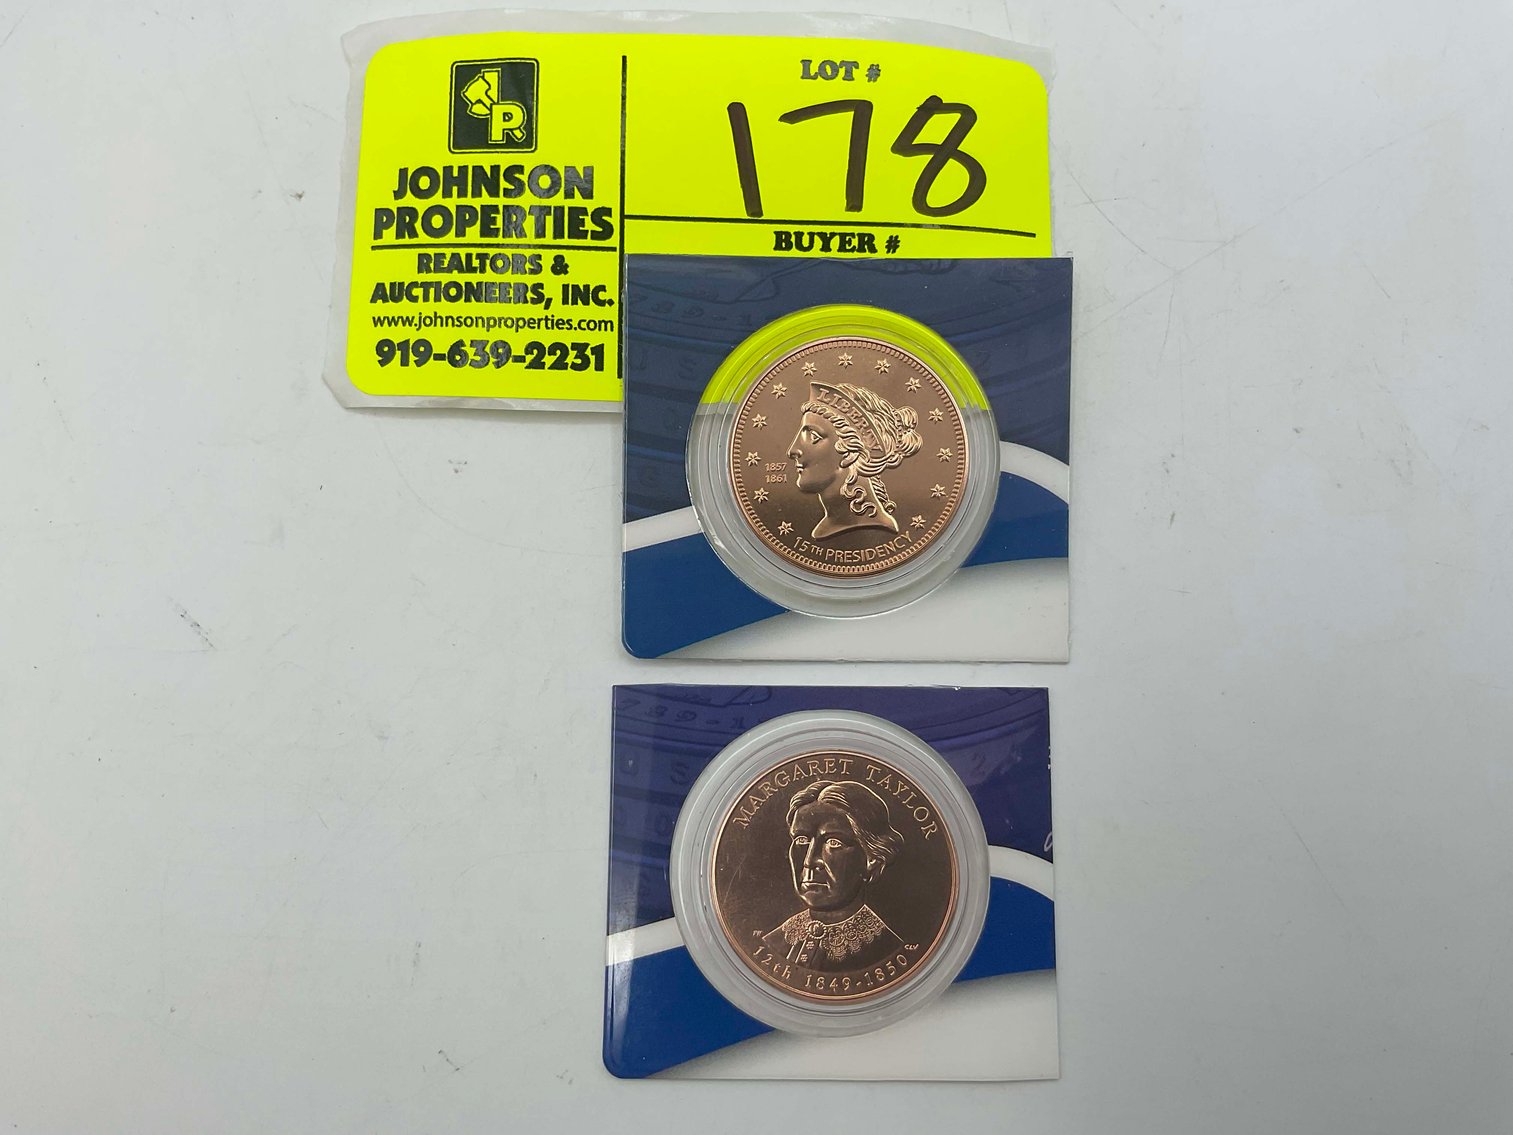 JP
JOHNSON
PROPERTIES
REALTORS &
AUCTIONEERS, INC.
www.johnsonproperties.com
919-639-2231
LOT #
178
BUYER #
LIBERTY
1857
1861
15TH PRESIDENCY
MARGARET TAYLOR
12th 1849-1850